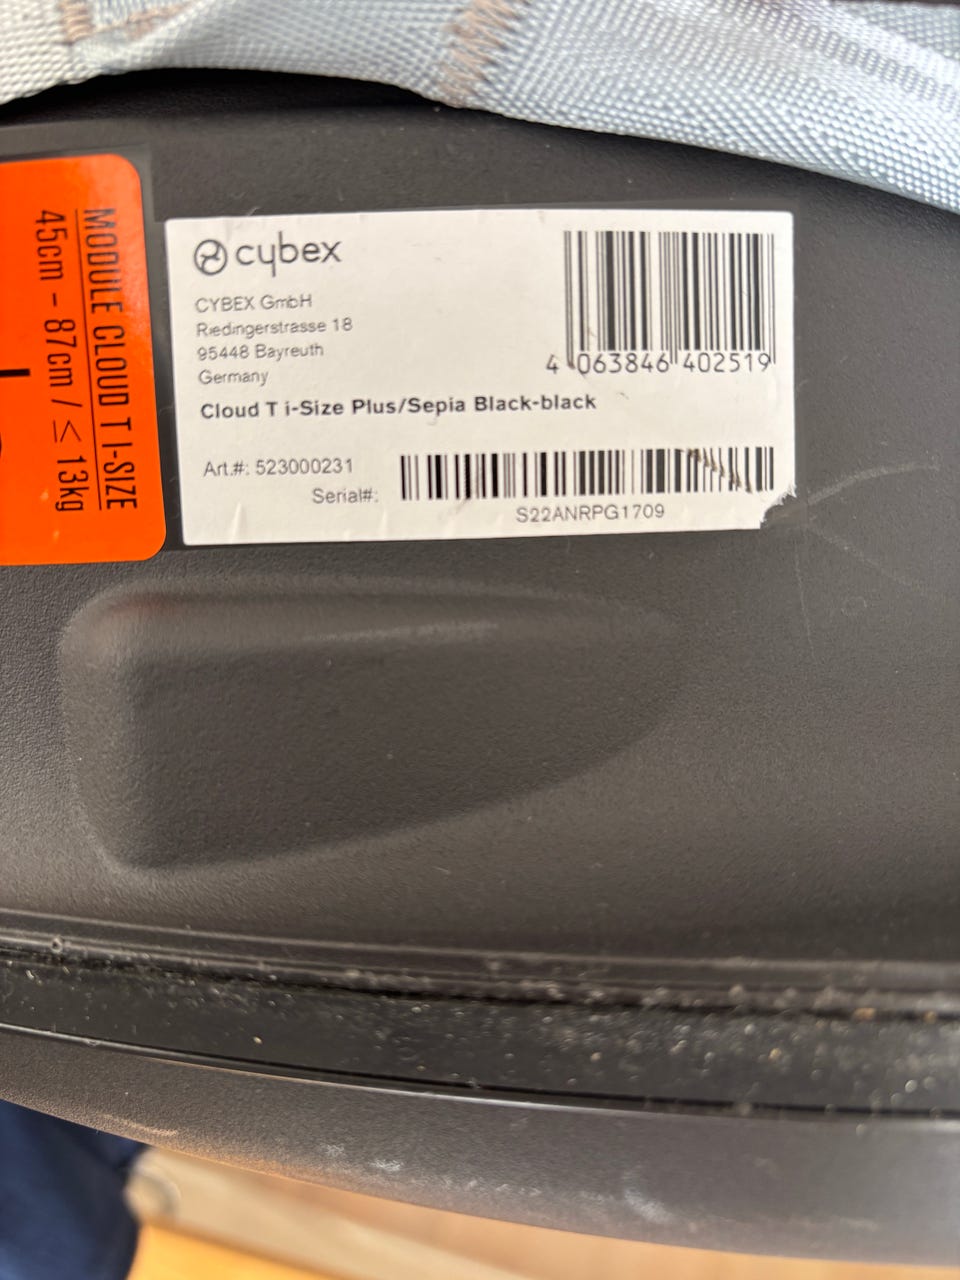 cybex
CYBEX GmbH
Riedingerstrasse 18
95448 Bayreuth
Germany
4 063846 402519
Cloud T i-Size Plus/Sepia Black-black
Art.#: 523000231
Serial#:
S22ANRPG1709
MODULE CLOUD T I-SIZE
45cm - 87cm / ≤ 13kg